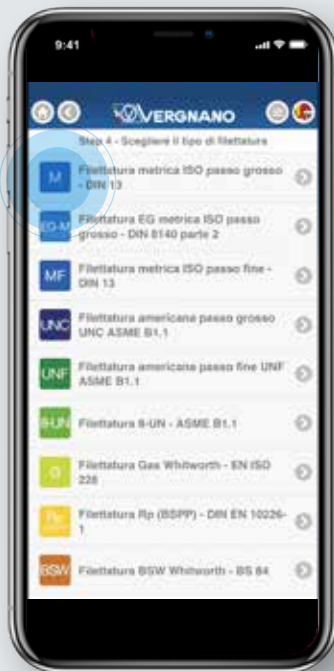 9:41
VERGNANO
Step 4 - Scegliere il tipo di filettatura
M
Filettatura metrica ISO passo grosso
- DIN 13
EG-M
Filettatura EG metrica ISO passo
grosso - DIN 8140 parte 2
MF
Filettatura metrica ISO passo fine -
DIN 13
UNC
Filettatura americana passo grosso
UNC ASME B1.1
UNF
Filettatura americana passo fine UNF
ASME B1.1
8-UN
Filettatura 8-UN - ASME B1.1
G
Filettatura Gas Whitworth - EN ISO
228
Rp
Filettatura Rp (BSPP) - DIN EN 10226-
1
BSW
Filettatura BSW Whitworth - BS 84